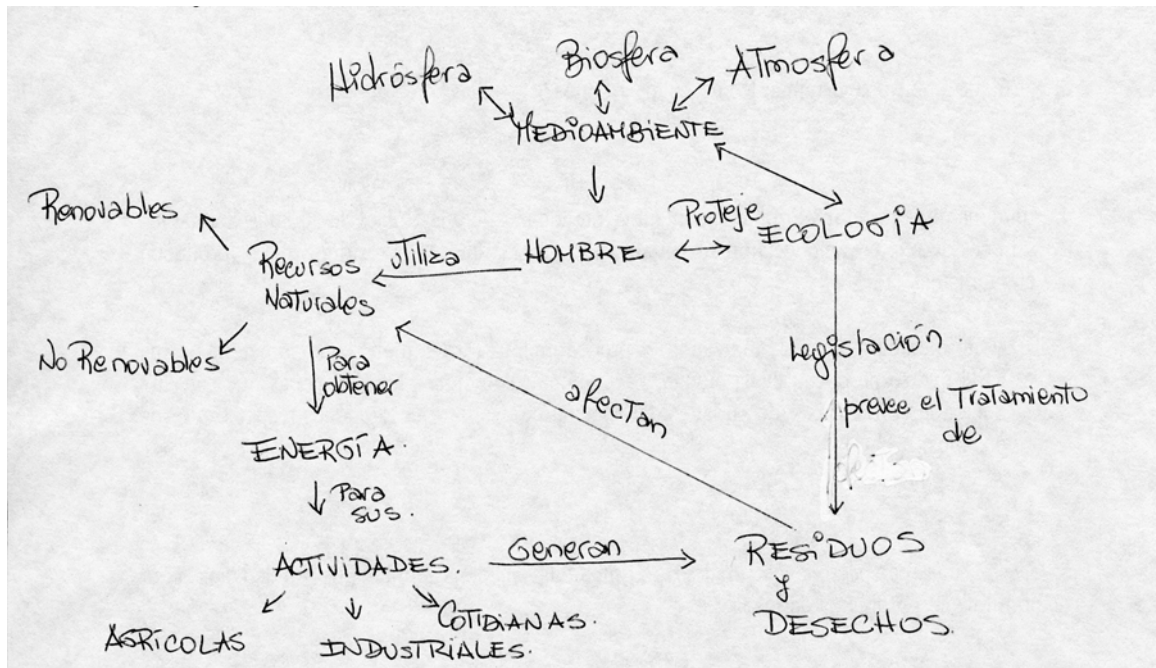 Hidrósfera
Biosfera
ATmosfera
MEDIOAMBIENTE
Renovables
Proteje
ECOLOGÍA
Recursos
Naturales
uTiliza
HOMBRE
No Renovables
Para
obtener
afecTan
Legislación.
prevee el TraTamienTo
de
ENERGÍA.
Para
sus.
ACTIVIDADES.
Generan
RESIDUOS
y
DESECHOS.
AGRÍCOLAS
INDUSTRIALES.
COTIDIANAS.